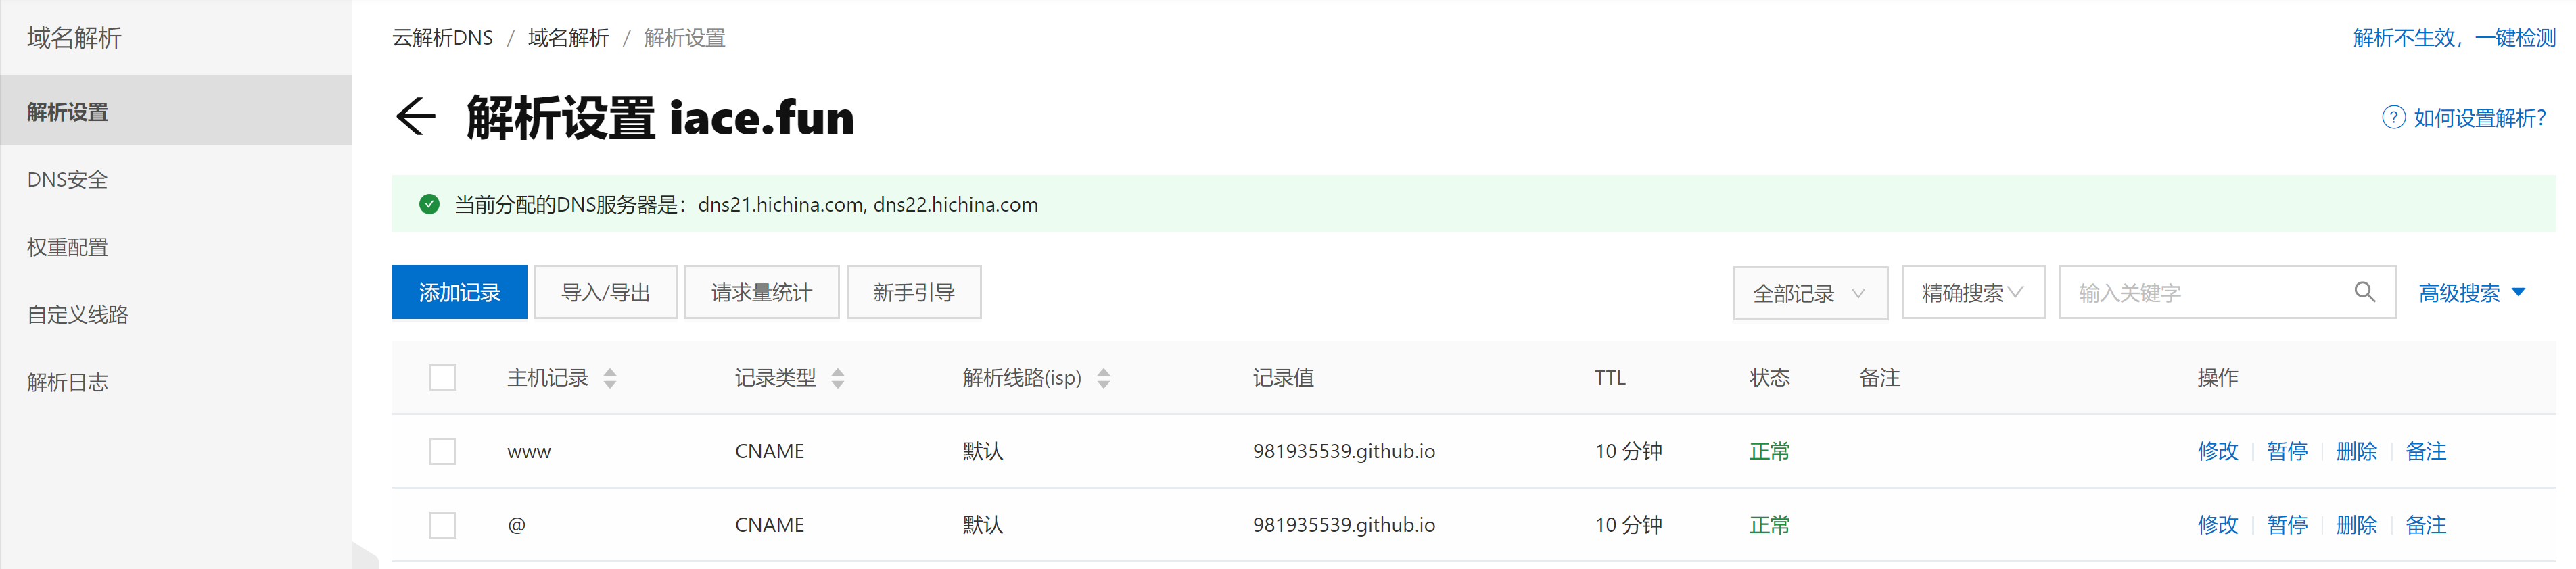 域名解析
解析设置
DNS安全
权重配置
自定义线路
解析日志
云解析DNS / 域名解析 / 解析设置
解析不生效，一键检测
解析设置 iace.fun
? 如何设置解析?
当前分配的DNS服务器是：dns21.hichina.com, dns22.hichina.com
添加记录 导入/导出 请求量统计 新手引导 全部记录 精确搜索 输入关键字 高级搜索
主机记录 记录类型 解析线路(isp) 记录值 TTL 状态 备注 操作
www CNAME 默认 981935539.github.io 10 分钟 正常 修改 暂停 删除 备注
@ CNAME 默认 981935539.github.io 10 分钟 正常 修改 暂停 删除 备注